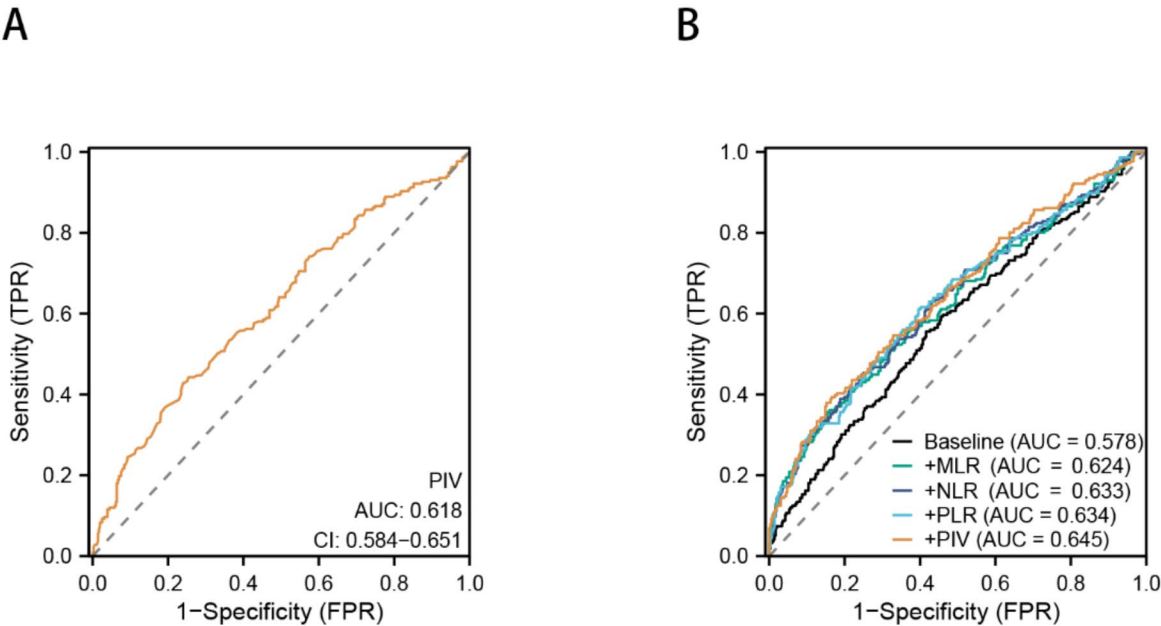 A
B
1.0
0.8
0.6
0.4
0.2
0.0
Sensitivity (TPR)
PIV
AUC: 0.618
CI: 0.584−0.651
0.0 0.2 0.4 0.6 0.8 1.0
1−Specificity (FPR)
1.0
0.8
0.6
0.4
0.2
0.0
Sensitivity (TPR)
Baseline (AUC = 0.578)
+MLR (AUC = 0.624)
+NLR (AUC = 0.633)
+PLR (AUC = 0.634)
+PIV (AUC = 0.645)
0.0 0.2 0.4 0.6 0.8 1.0
1−Specificity (FPR)